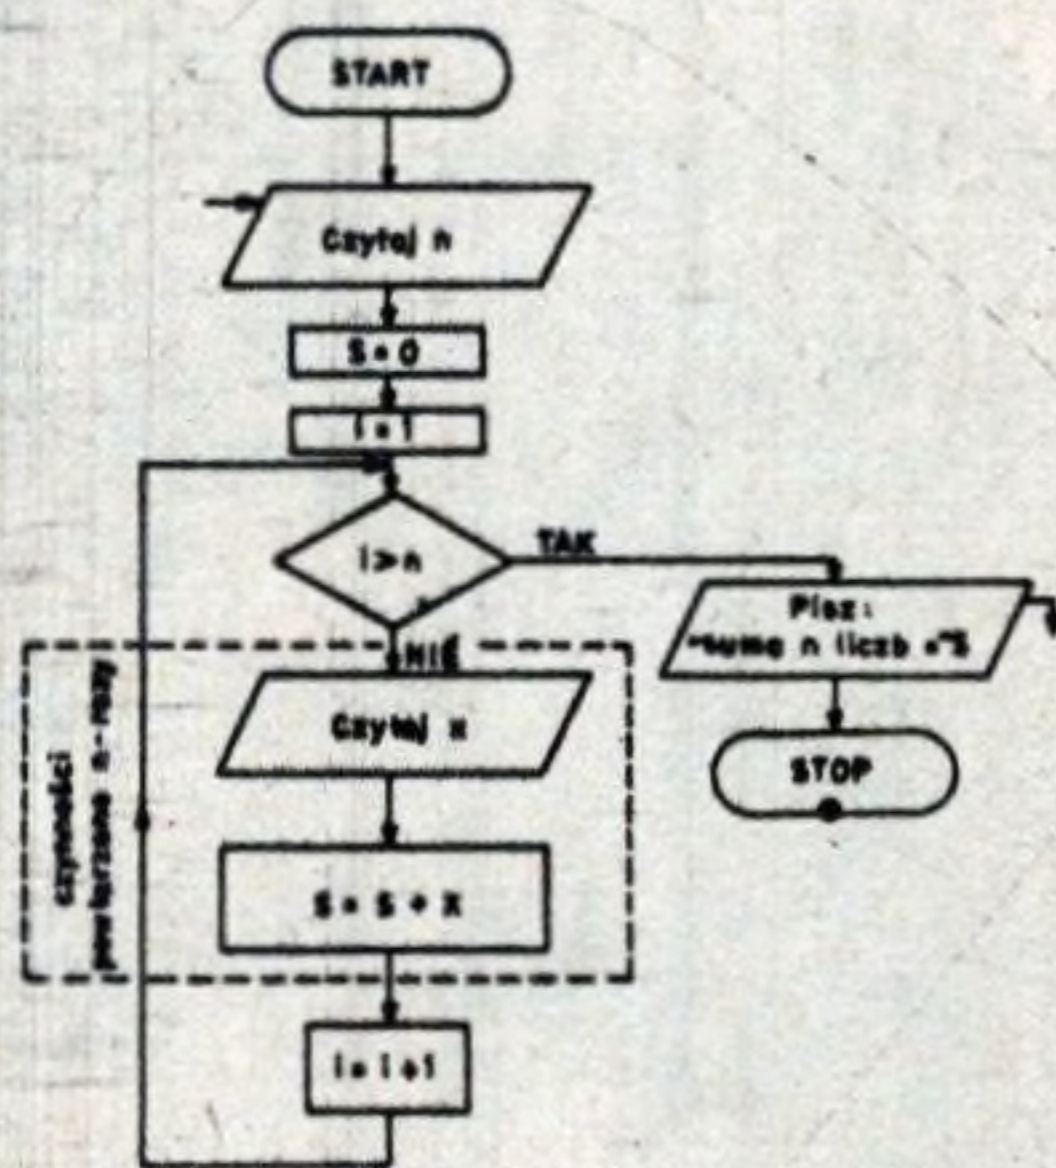 START
Czytaj n
S = 0
i = 1
i > n
TAK
Pisz:
"suma n liczb =" S
STOP
NIE
Czytaj x
czynności
powtarzane n-razy
S = S + X
i = i + 1